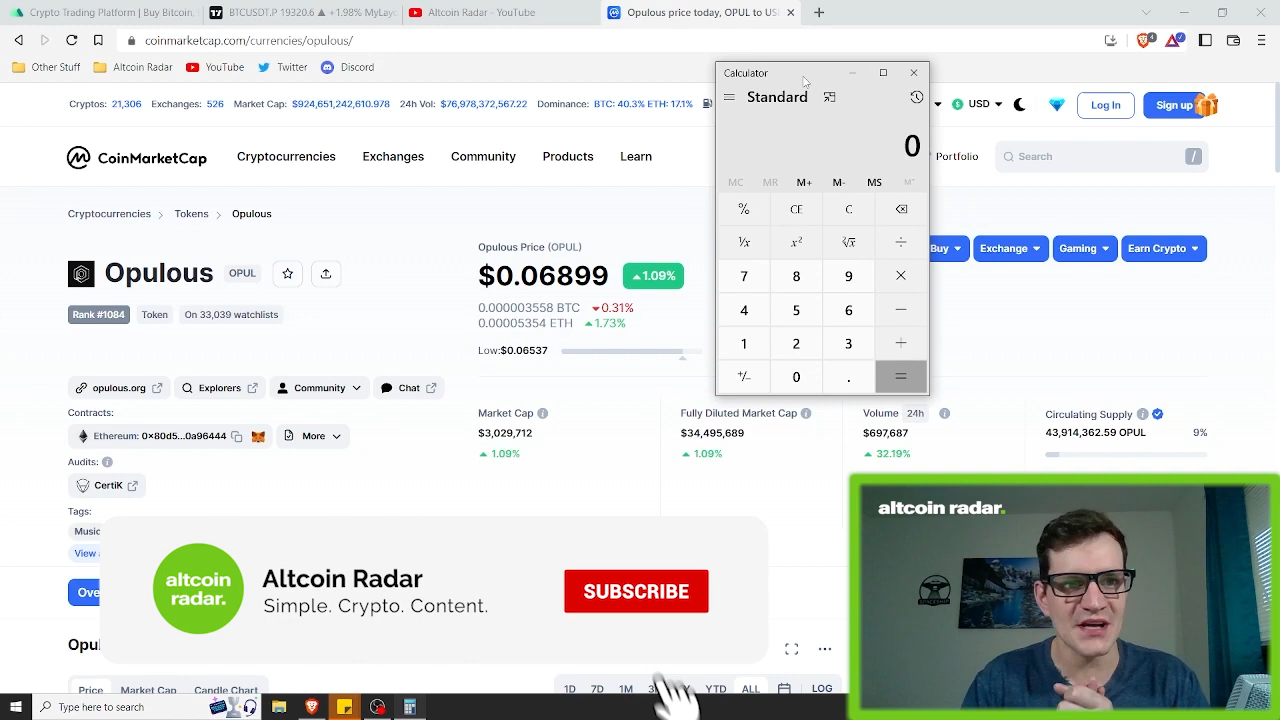 Crypto Trading Platform | Buy Bitcoin,
BTCUSDT.P 19320.6 ▲ +1.98% MyLayo
Altcoin Radar - YouTube
Opulous price today, OPUL to US
coinmarketcap.com/currencies/opulous/
4
Other Stuff
Altcoin Radar
YouTube
Twitter
Discord
Cryptos: 21,306 Exchanges: 526 Market Cap: $924,651,242,610.978 24h Vol: $76,978,372,567.22 Dominance: BTC: 40.3% ETH: 17.1%
USD
Log In
Sign up
CoinMarketCap
Cryptocurrencies
Exchanges
Community
Products
Learn
Portfolio
Search
/
Calculator
Standard
0
MC MR M+ M- MS M˅
% CE C
¹/x x² ²√x ÷
7 8 9 ×
4 5 6 −
1 2 3 +
+/− 0 . =
Cryptocurrencies > Tokens > Opulous
Opulous
OPUL
Rank #1084
Token
On 33,039 watchlists
Opulous Price (OPUL)
$0.06899
1.09%
0.000003558 BTC 0.31%
0.00005354 ETH 1.73%
Low:$0.06537
Buy
Exchange
Gaming
Earn Crypto
opulous.org
Explorers
Community
Chat
Contracts:
Ethereum: 0x80d5...0a96444
More
Audits:
CertiK
Tags:
Music
Market Cap
$3,029,712
1.09%
Fully Diluted Market Cap
$34,495,689
1.09%
Volume 24h
$697,687
32.19%
Circulating Supply
43,914,362.59 OPUL
9%
altcoin radar.
SPACESHIP
altcoin
radar.
Altcoin Radar
Simple. Crypto. Content.
SUBSCRIBE
Price
Market Cap
Candle Chart
1D 7D 1M YTD ALL LOG
Type here to search